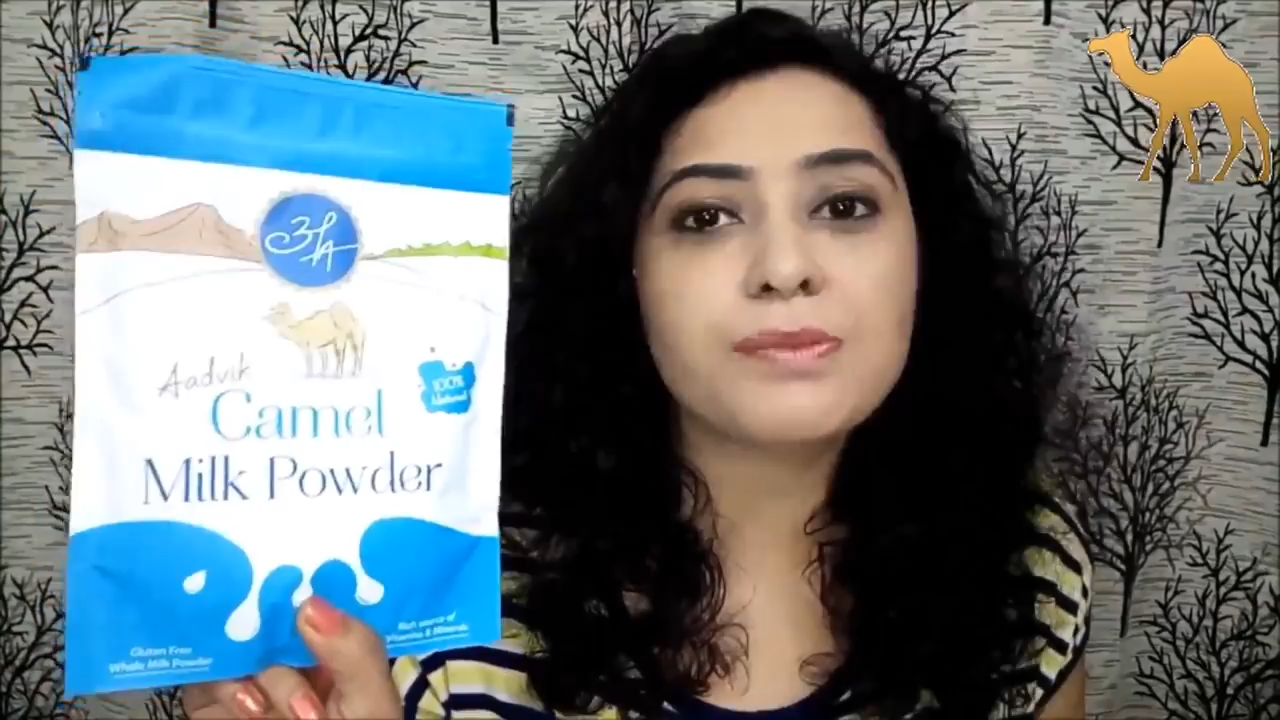 Aadvik
Camel
Milk Powder
100%
Natural
Gluten Free
Whole Milk Powder
Rich source of
Vitamins & Minerals